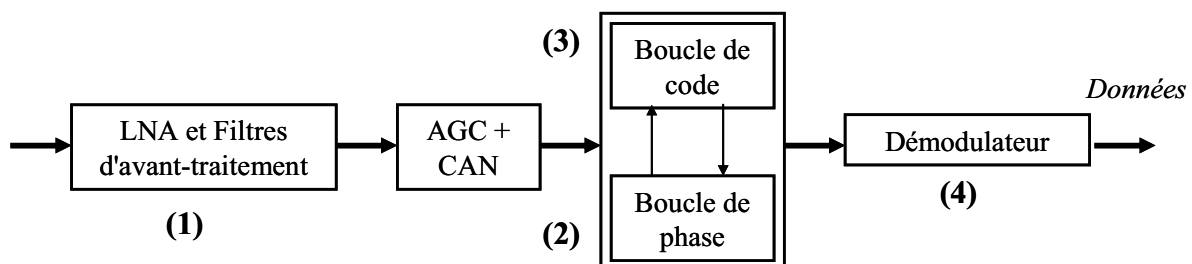 (3)
Boucle de
code
Données
LNA et Filtres
d'avant-traitement
AGC +
CAN
Démodulateur
(1)
(2)
Boucle de
phase
(4)